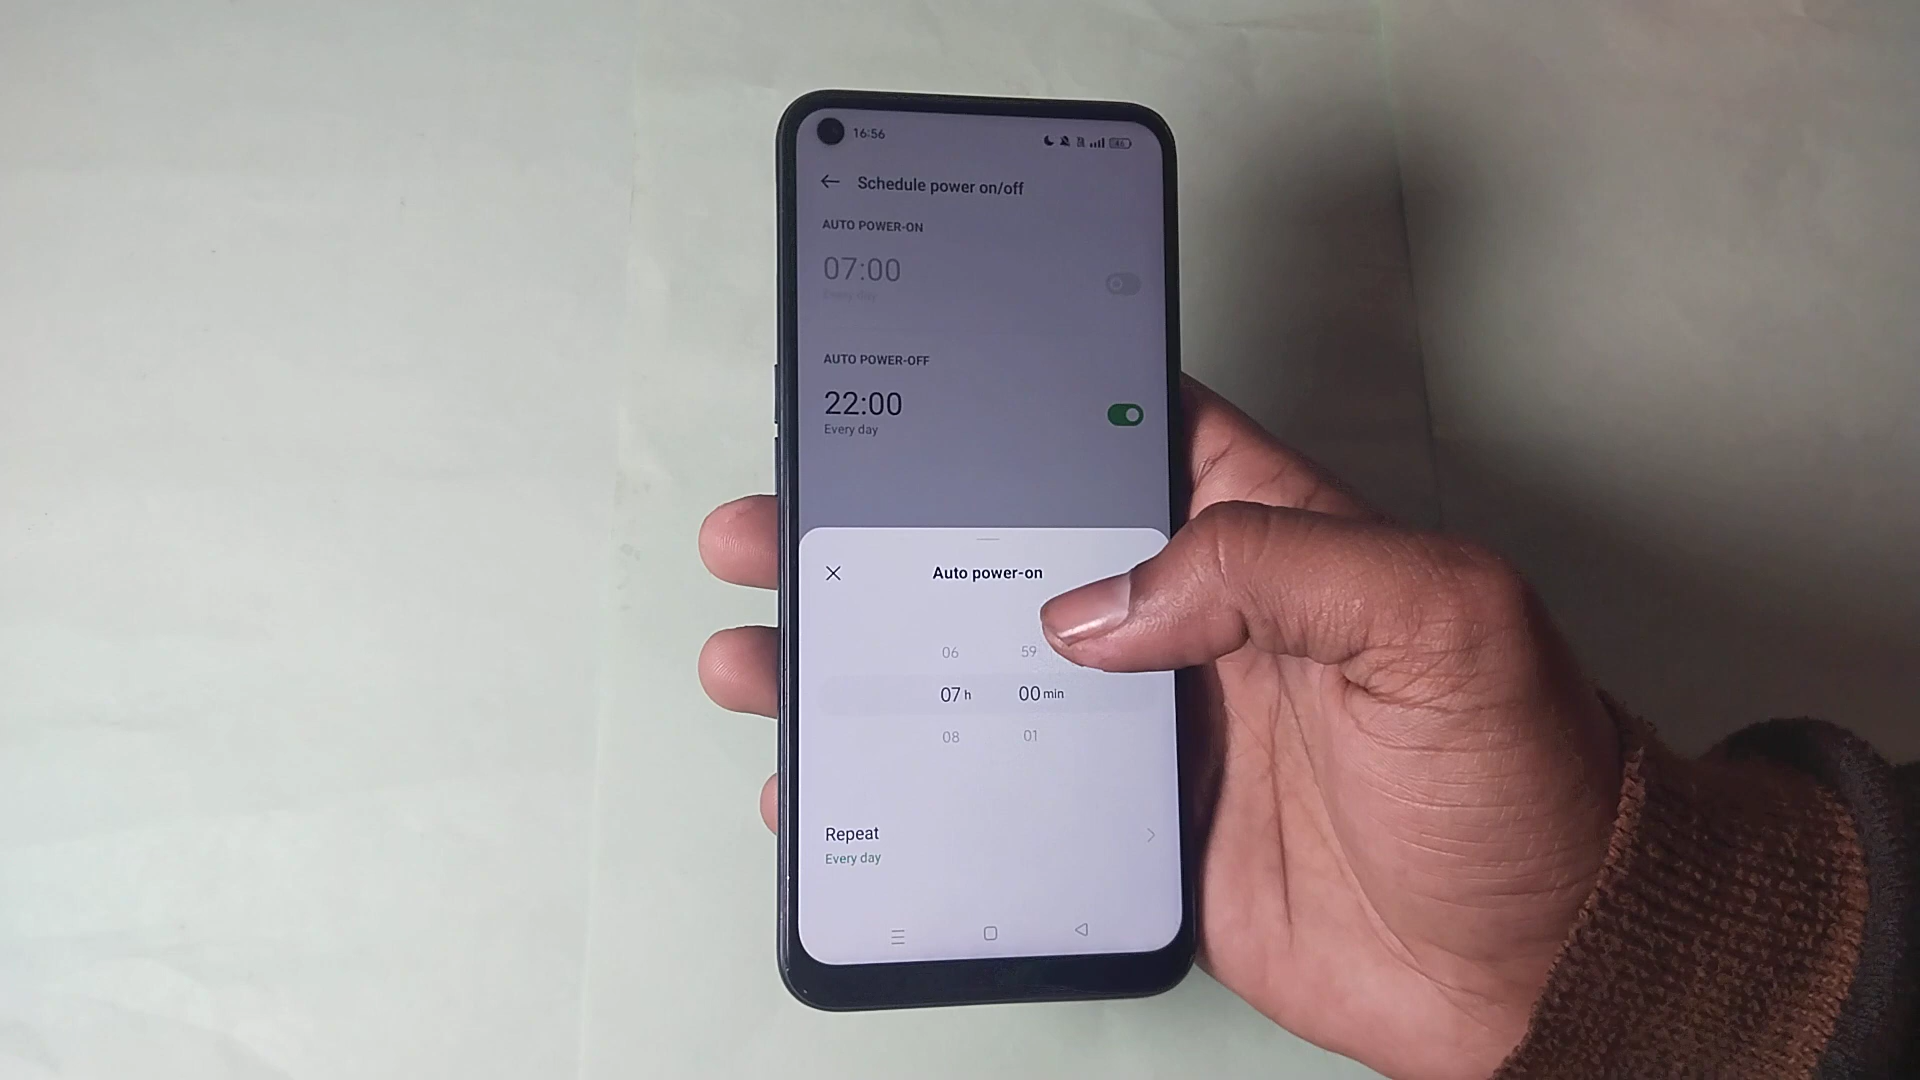 16:56
Schedule power on/off
AUTO POWER-ON
07:00
Every day
AUTO POWER-OFF
22:00
Every day
Auto power-on
06 59
07 h 00 min
08 01
Repeat
Every day